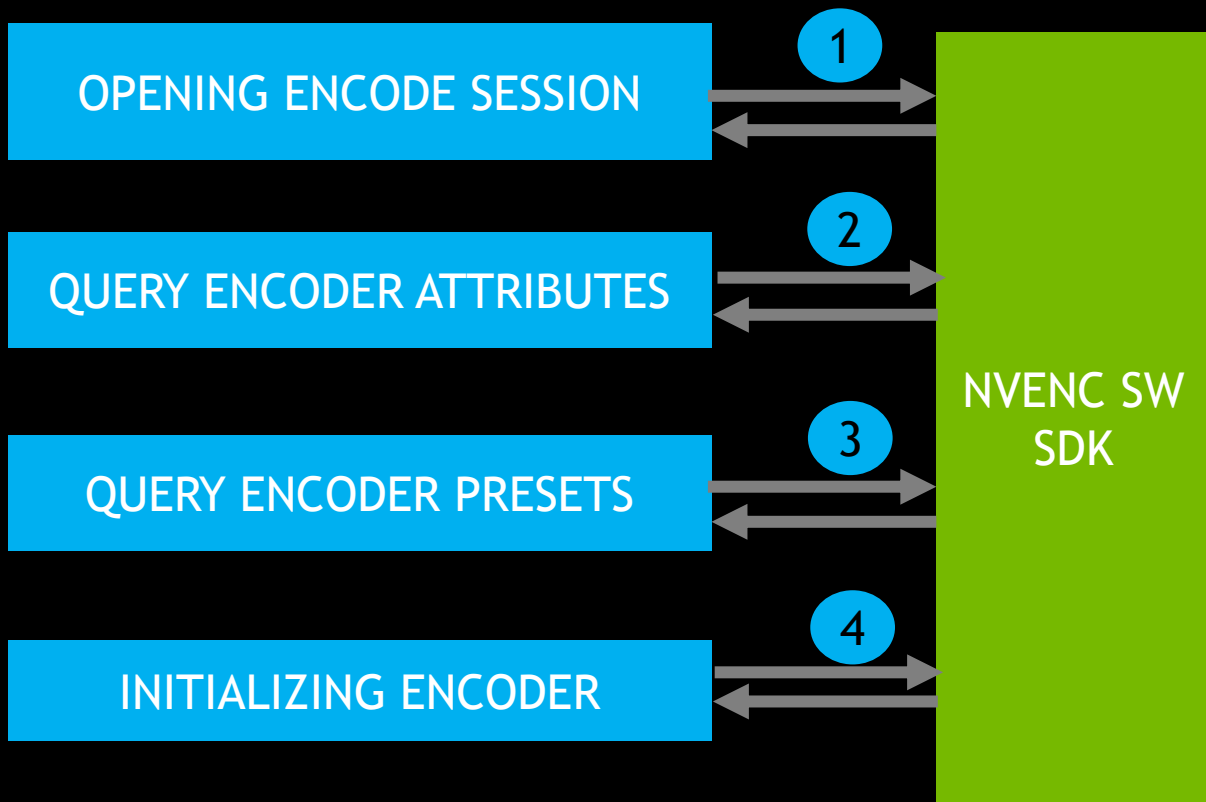 OPENING ENCODE SESSION
1
QUERY ENCODER ATTRIBUTES
2
QUERY ENCODER PRESETS
3
INITIALIZING ENCODER
4
NVENC SW
SDK